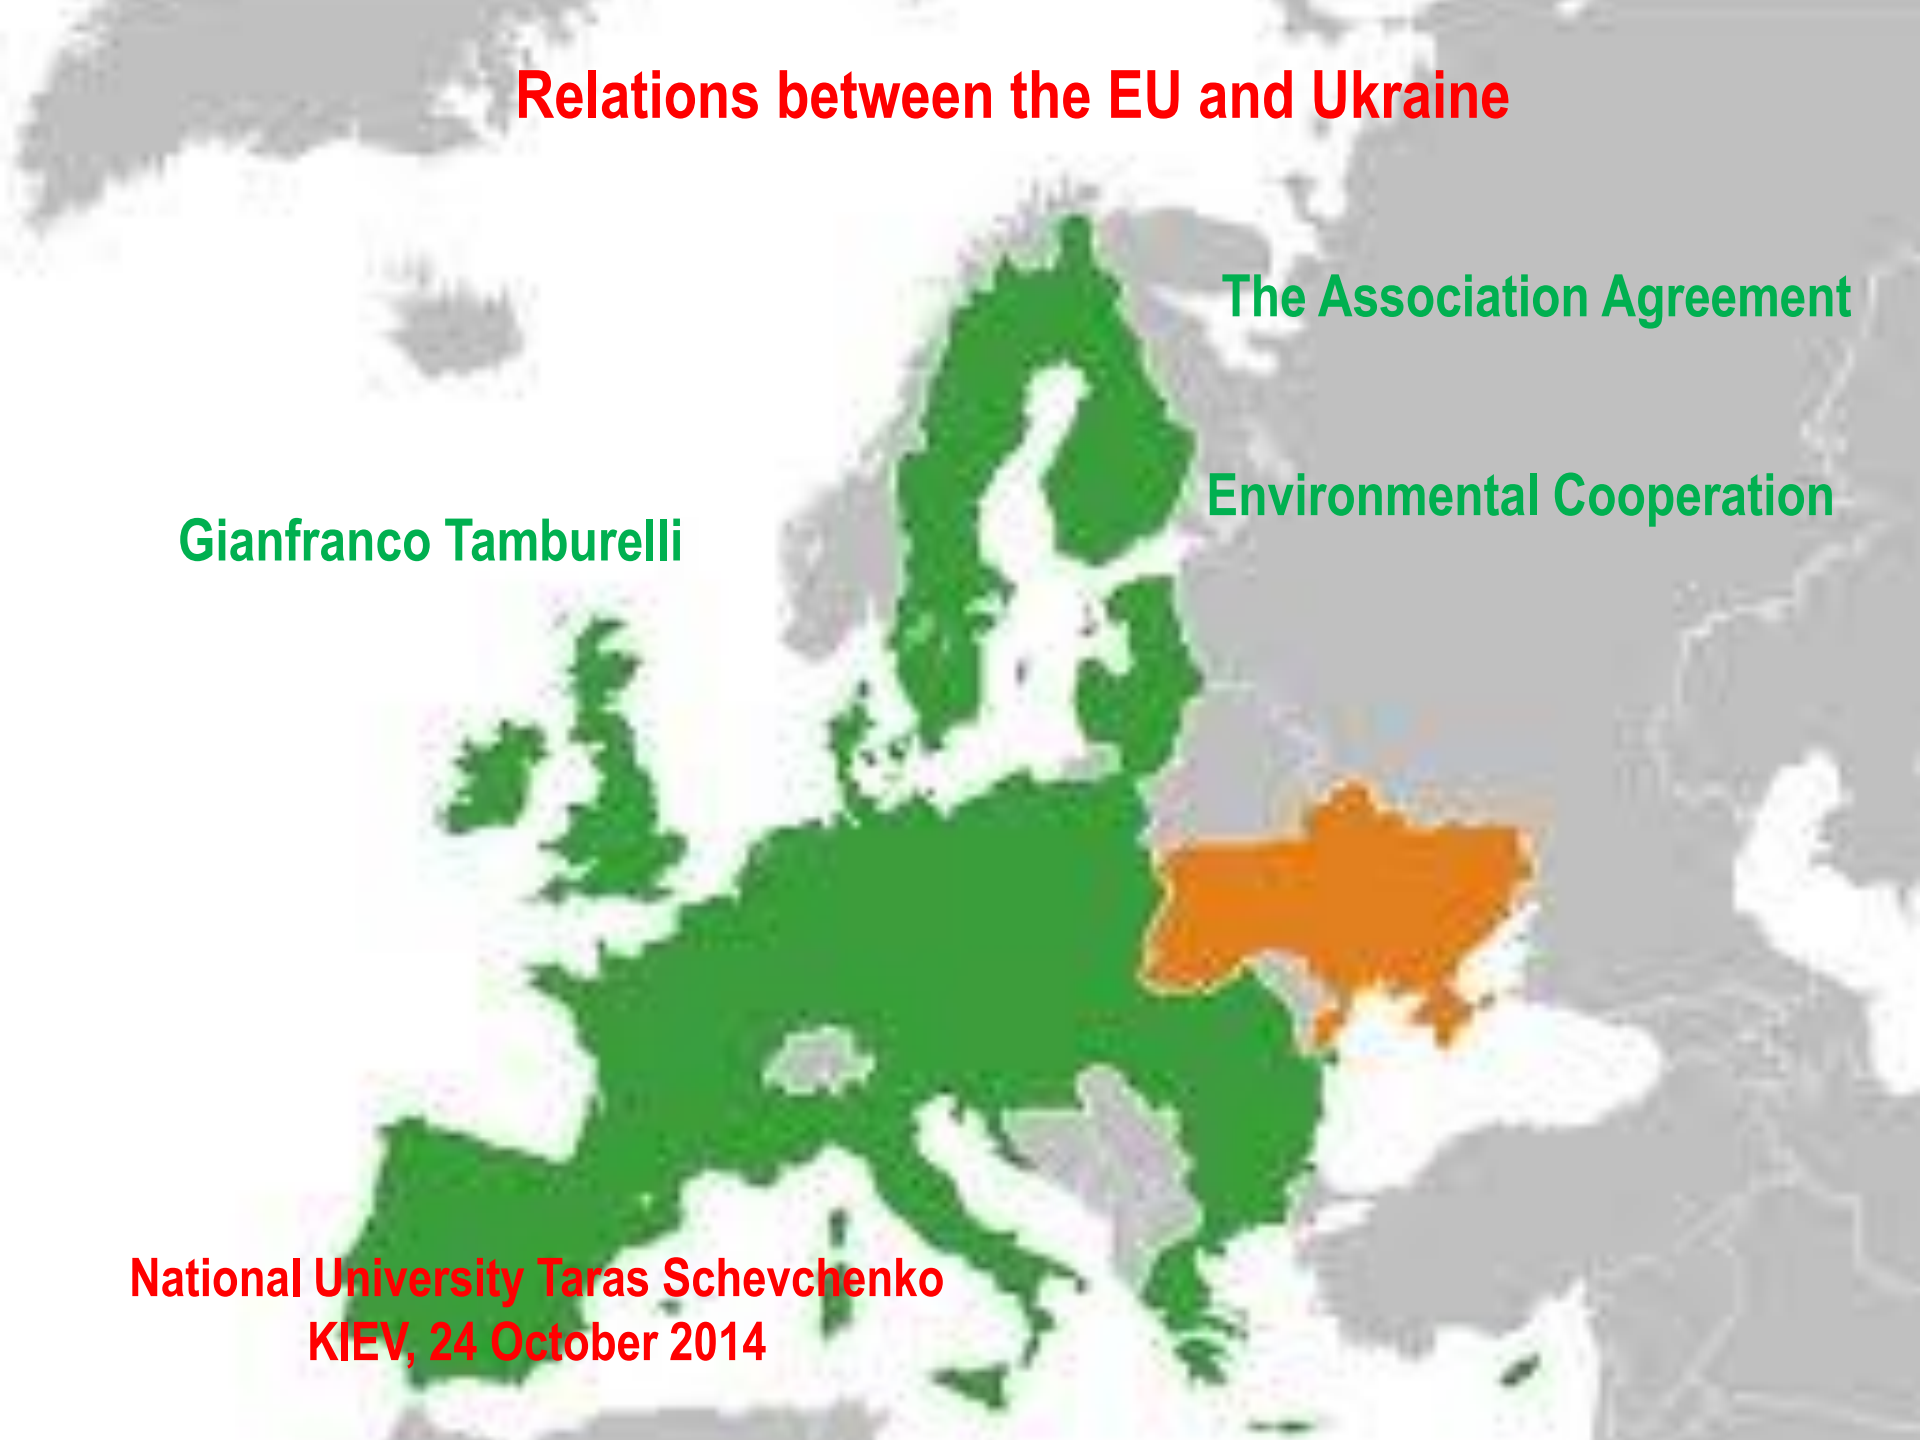 Relations between the EU and Ukraine
The Association Agreement
Environmental Cooperation
Gianfranco Tamburelli
National University Taras Schevchenko
KIEV, 24 October 2014